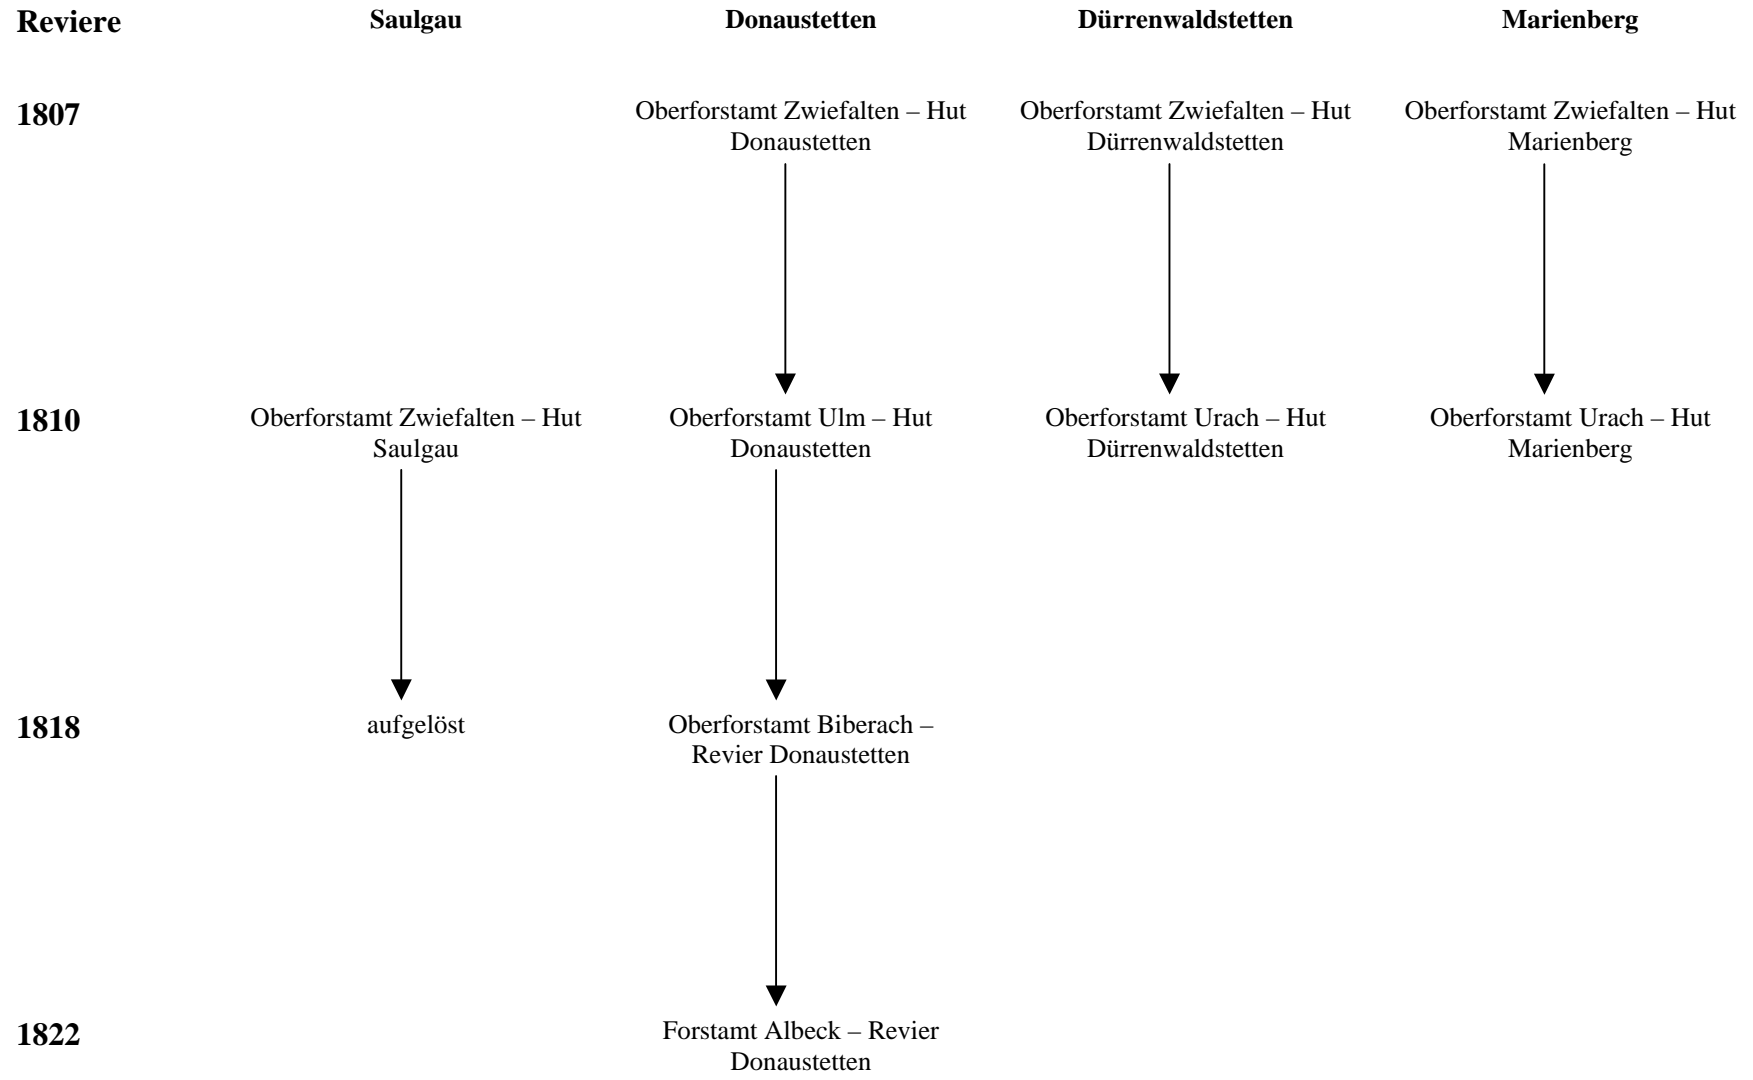 Reviere
Saulgau
Donaustetten
Dürrenwaldstetten
Marienberg
1807
Oberforstamt Zwiefalten – Hut
Donaustetten
Oberforstamt Zwiefalten – Hut
Dürrenwaldstetten
Oberforstamt Zwiefalten – Hut
Marienberg
1810
Oberforstamt Zwiefalten – Hut
Saulgau
Oberforstamt Ulm – Hut
Donaustetten
Oberforstamt Urach – Hut
Dürrenwaldstetten
Oberforstamt Urach – Hut
Marienberg
1818
aufgelöst
Oberforstamt Biberach –
Revier Donaustetten
1822
Forstamt Albeck – Revier
Donaustetten